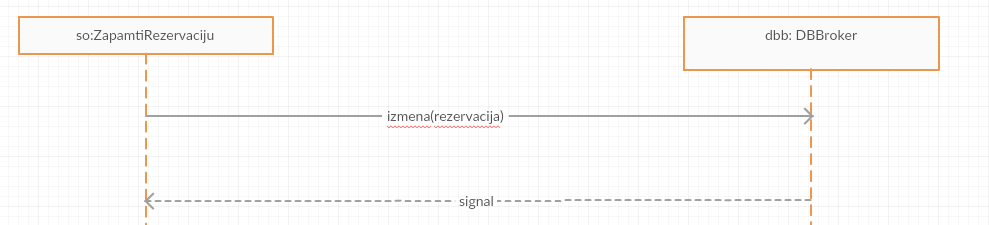 so:ZapamtiRezervaciju
dbb: DBBroker
izmena(rezervacija)
signal